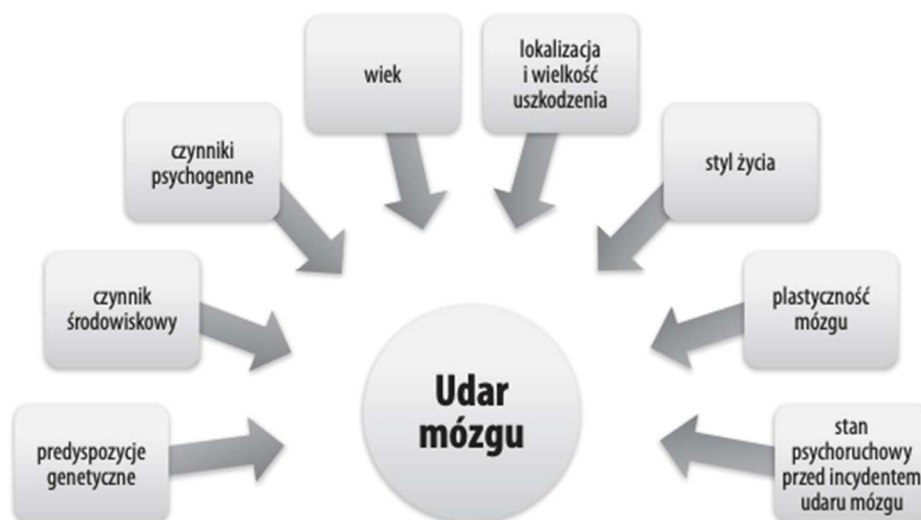 wiek
lokalizacja
i wielkość
uszkodzenia
czynniki
psychogenne
styl życia
czynnik
środowiskowy
plastyczność
mózgu
Udar
mózgu
predyspozycje
genetyczne
stan
psychoruchowy
przed incydentem
udaru mózgu